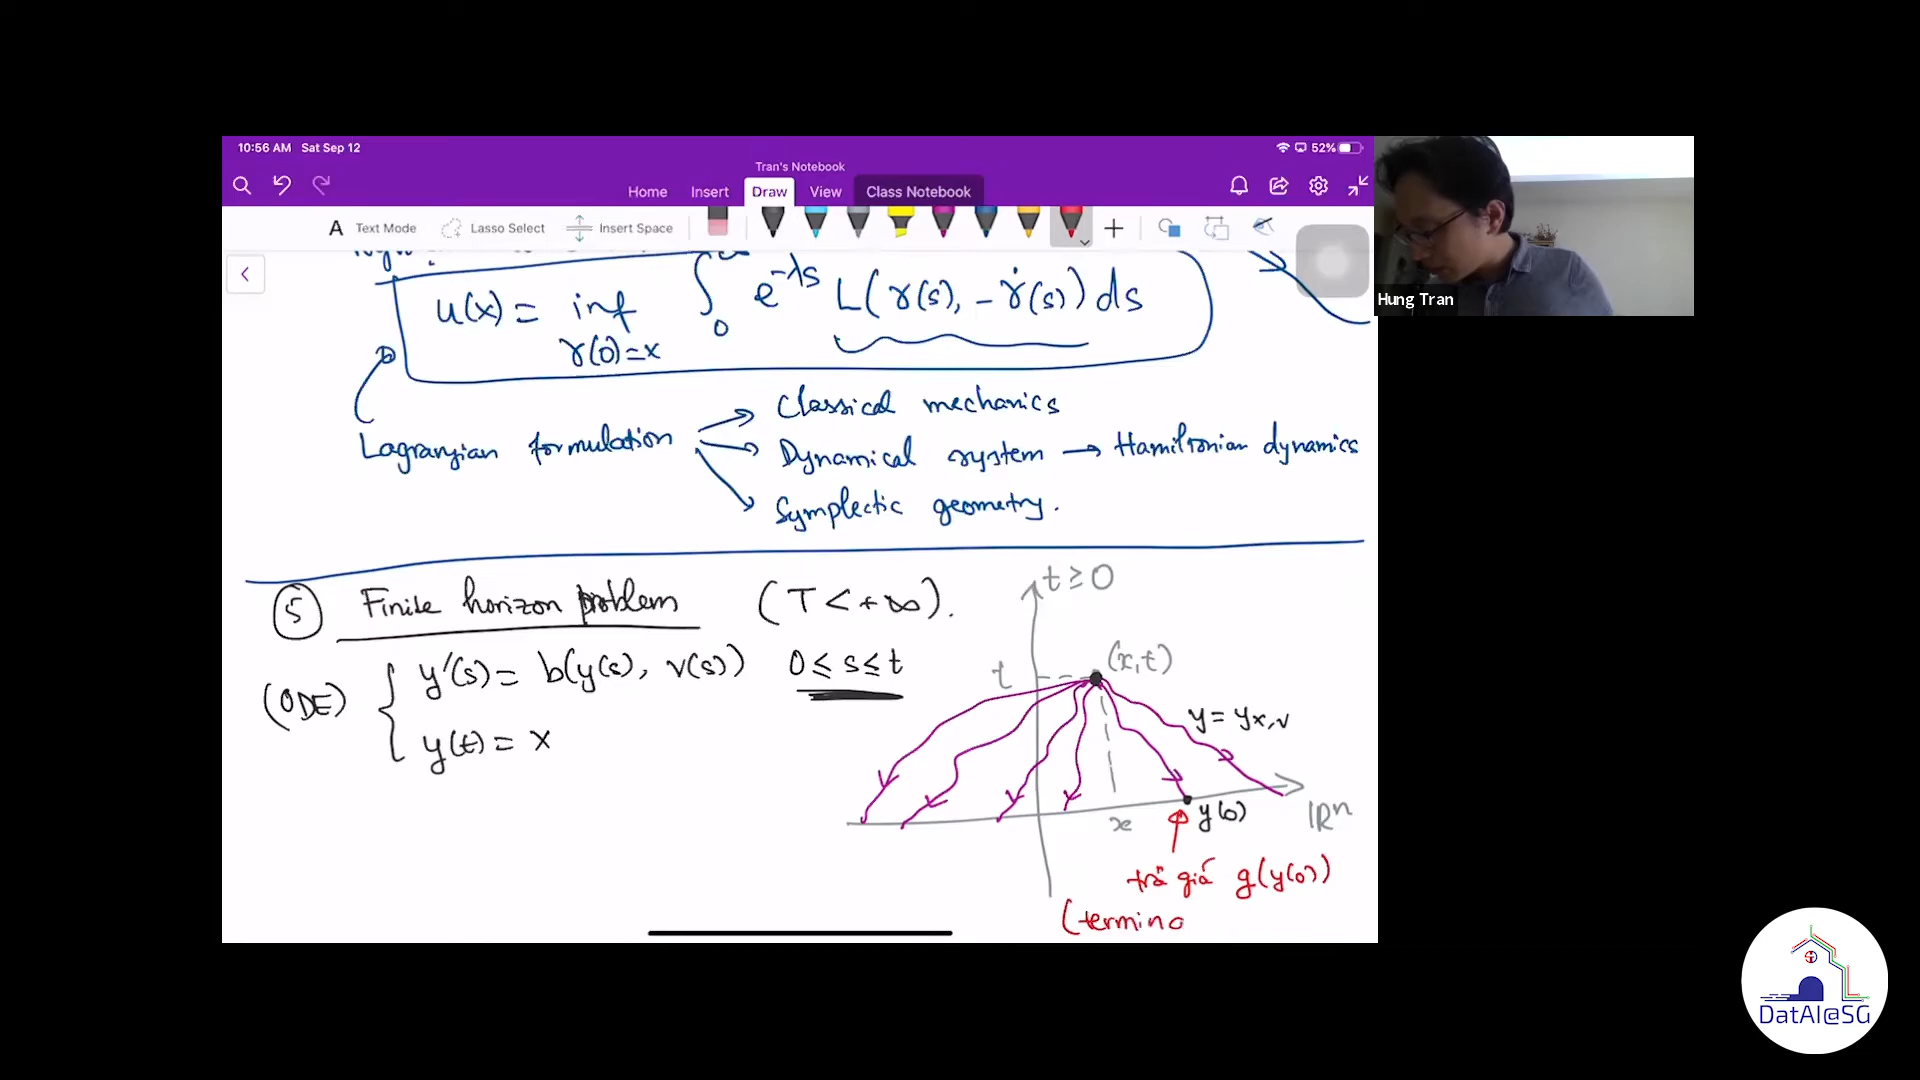 10:56 AM Sat Sep 12
52%
Tran's Notebook
Home Insert Draw View Class Notebook
A Text Mode Lasso Select Insert Space
u(x) = inf ∫ e^{-λs} L(γ(s), -γ̇(s)) ds
γ(0)=x 0
Lagrangian formulation
Classical mechanics
Dynamical system → Hamiltonian dynamics
Symplectic geometry.
5 Finite horizon problem (T < +∞).
(ODE) { y'(s) = b(y(s), v(s)) 0 ≤ s ≤ t
y(t) = x
t ≥ 0
t
(x,t)
y = y_{x,v}
x
y(0)
ℝⁿ
trả giá g(y(0))
(termina
Hung Tran
DatAI@SG